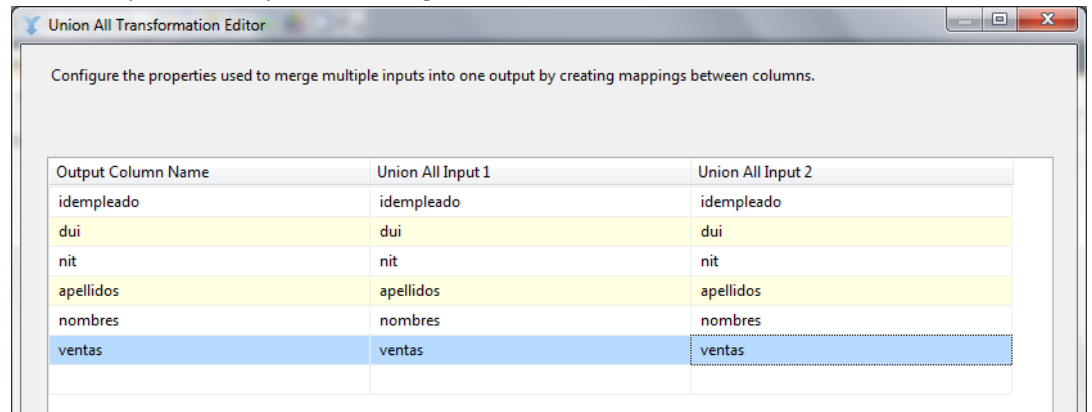 Union All Transformation Editor
Configure the properties used to merge multiple inputs into one output by creating mappings between columns.
Output Column Name Union All Input 1 Union All Input 2
idempleado idempleado idempleado
dui dui dui
nit nit nit
apellidos apellidos apellidos
nombres nombres nombres
ventas ventas ventas